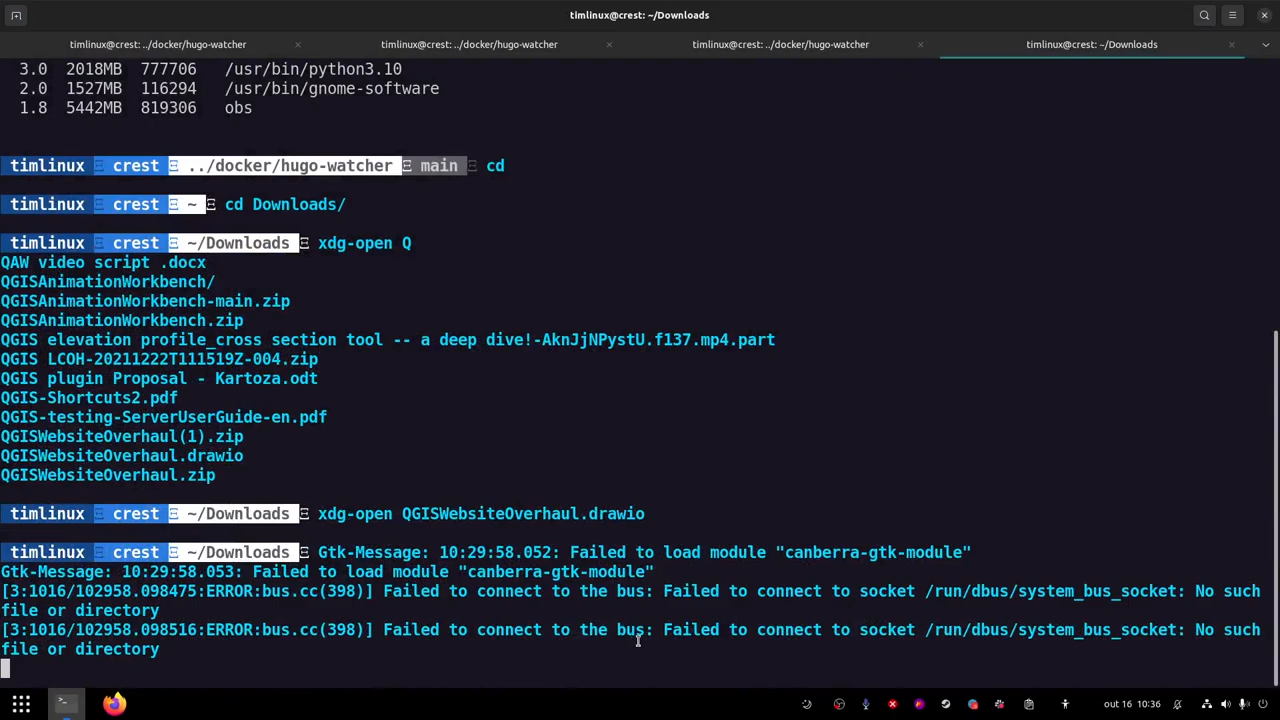 timlinux@crest: ~/Downloads
timlinux@crest: ../docker/hugo-watcher
timlinux@crest: ../docker/hugo-watcher
timlinux@crest: ../docker/hugo-watcher
timlinux@crest: ~/Downloads
3.0 2018MB 777706 /usr/bin/python3.10
2.0 1527MB 116294 /usr/bin/gnome-software
1.8 5442MB 819306 obs
timlinux crest ../docker/hugo-watcher main cd
timlinux crest ~ cd Downloads/
timlinux crest ~/Downloads xdg-open Q
QAW video script .docx
QGISAnimationWorkbench/
QGISAnimationWorkbench-main.zip
QGISAnimationWorkbench.zip
QGIS elevation profile_cross section tool -- a deep dive!-AknJjNPystU.f137.mp4.part
QGIS LCOH-20211222T111519Z-004.zip
QGIS plugin Proposal - Kartoza.odt
QGIS-Shortcuts2.pdf
QGIS-testing-ServerUserGuide-en.pdf
QGISWebsiteOverhaul(1).zip
QGISWebsiteOverhaul.drawio
QGISWebsiteOverhaul.zip
timlinux crest ~/Downloads xdg-open QGISWebsiteOverhaul.drawio
timlinux crest ~/Downloads Gtk-Message: 10:29:58.052: Failed to load module "canberra-gtk-module"
Gtk-Message: 10:29:58.053: Failed to load module "canberra-gtk-module"
[3:1016/102958.098475:ERROR:bus.cc(398)] Failed to connect to the bus: Failed to connect to socket /run/dbus/system_bus_socket: No such
file or directory
[3:1016/102958.098516:ERROR:bus.cc(398)] Failed to connect to the bus: Failed to connect to socket /run/dbus/system_bus_socket: No such
file or directory
out 16 10:36